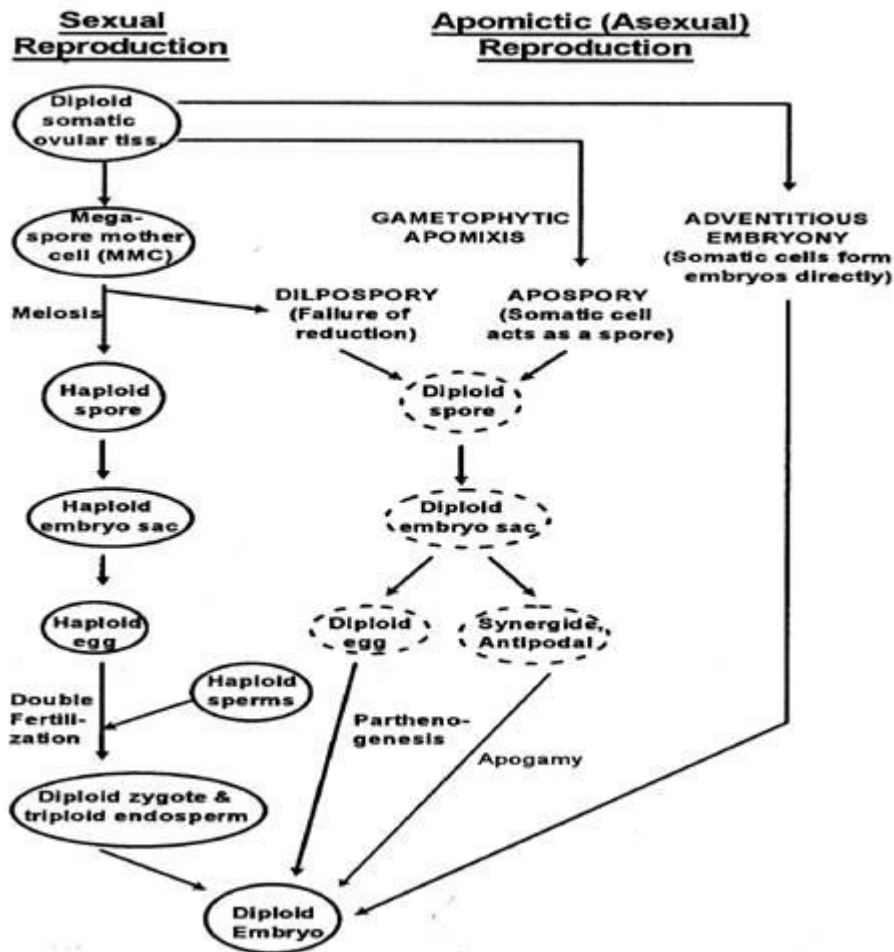 Sexual
Reproduction
Apomictic (Asexual)
Reproduction
Diploid
somatic
ovular tiss.
Mega-
spore mother
cell (MMC)
GAMETOPHYTIC
APOMIXIS
ADVENTITIOUS
EMBRYONY
(Somatic cells form
embryos directly)
Meiosis
DILPOSPORY
(Failure of
reduction)
APOSPORY
(Somatic cell
acts as a spore)
Haploid
spore
Diploid
spore
Haploid
embryo sac
Diploid
embryo sac
Haploid
egg
Diploid
egg
Synergide,
Antipodal
Haploid
sperms
Double
Fertili-
zation
Partheno-
genesis
Apogamy
Diploid zygote &
triploid endosperm
Diploid
Embryo